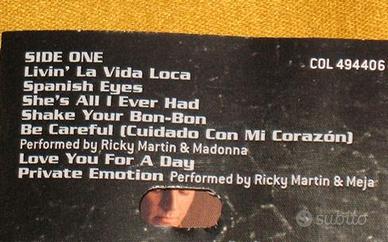 SIDE ONE
COL 494406
Livin' La Vida Loca
Spanish Eyes
She's All I Ever Had
Shake Your Bon-Bon
Be Careful (Cuidado Con Mi Corazón)
Performed by Ricky Martin & Madonna
Love You For A Day
Private Emotion Performed by Ricky Martin & Meja
subito